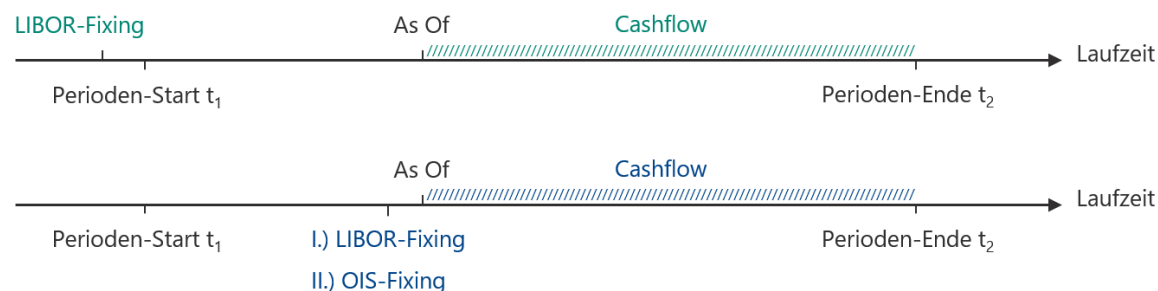 LIBOR-Fixing As Of Cashflow
Laufzeit
Perioden-Start t₁ Perioden-Ende t₂
As Of Cashflow
Laufzeit
Perioden-Start t₁ I.) LIBOR-Fixing Perioden-Ende t₂
II.) OIS-Fixing